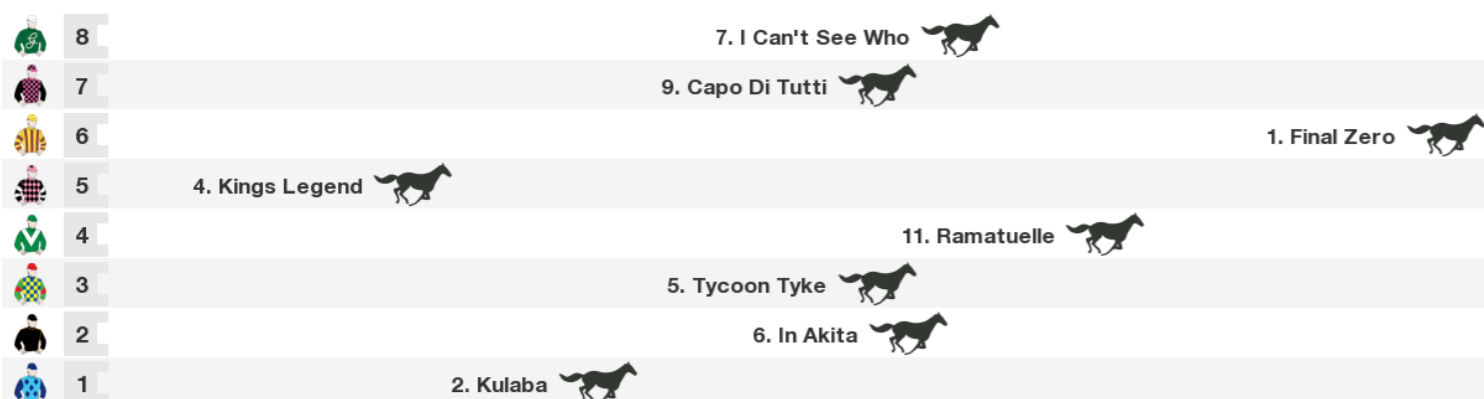 8 7. I Can't See Who
7 9. Capo Di Tutti
6 1. Final Zero
5 4. Kings Legend
4 11. Ramatuelle
3 5. Tycoon Tyke
2 6. In Akita
1 2. Kulaba